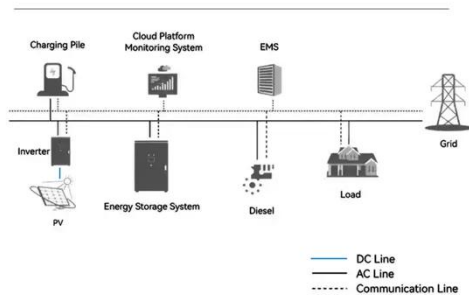 Charging Pile
Cloud Platform
Monitoring System
EMS
Inverter
Grid
PV
Energy Storage System
Diesel
Load
DC Line
AC Line
Communication Line